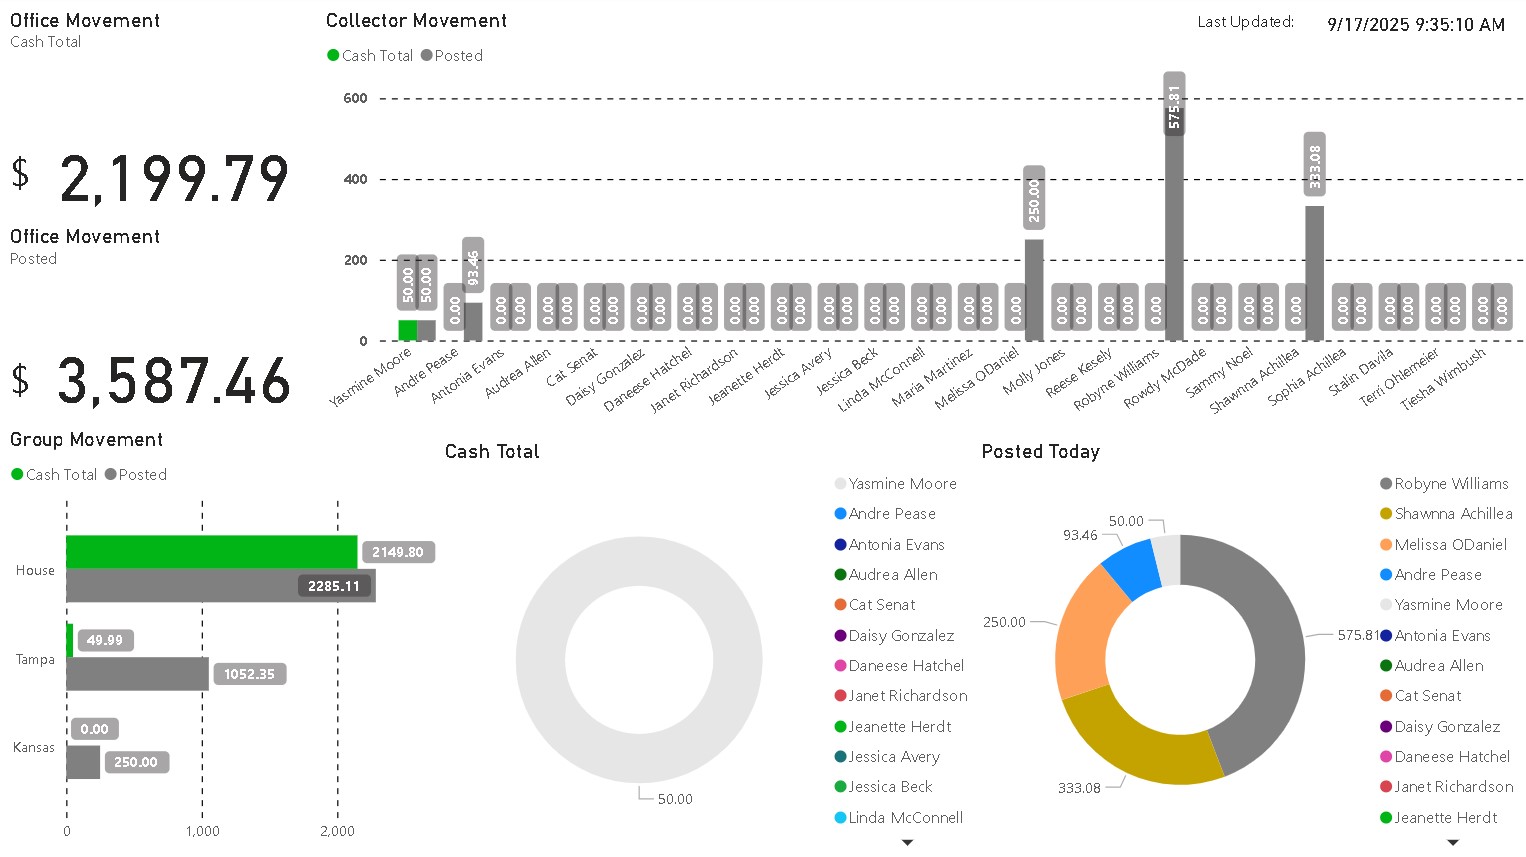 Office Movement
Cash Total
$ 2,199.79
Office Movement
Posted
$ 3,587.46
Collector Movement
Cash Total Posted
Last Updated: 9/17/2025 9:35:10 AM
600
400
200
0
50.00 50.00
0.00 93.46
0.00 0.00
0.00 0.00
0.00 0.00
0.00 0.00
0.00 0.00
0.00 0.00
0.00 0.00
0.00 0.00
0.00 0.00
0.00 0.00
0.00 0.00
0.00 250.00
0.00 0.00
0.00 0.00
0.00 575.81
0.00 0.00
0.00 0.00
0.00 333.08
0.00 0.00
0.00 0.00
0.00 0.00
0.00 0.00
Yasmine Moore
Andre Pease
Antonia Evans
Audrea Allen
Cat Senat
Daisy Gonzalez
Daneese Hatchel
Janet Richardson
Jeanette Herdt
Jessica Avery
Jessica Beck
Linda McConnell
Maria Martinez
Melissa ODaniel
Molly Jones
Reese Kesely
Robyne Williams
Rowdy McDade
Sammy Noel
Shawnna Achillea
Sophia Achillea
Stalin Davila
Terri Ohlemeier
Tiesha Wimbush
Group Movement
Cash Total Posted
House
2149.80
2285.11
Tampa
49.99
1052.35
Kansas
0.00
250.00
0 1,000 2,000
Cash Total
50.00
Yasmine Moore
Andre Pease
Antonia Evans
Audrea Allen
Cat Senat
Daisy Gonzalez
Daneese Hatchel
Janet Richardson
Jeanette Herdt
Jessica Avery
Jessica Beck
Linda McConnell
Posted Today
50.00
93.46
250.00
333.08
575.81
Robyne Williams
Shawnna Achillea
Melissa ODaniel
Andre Pease
Yasmine Moore
Antonia Evans
Audrea Allen
Cat Senat
Daisy Gonzalez
Daneese Hatchel
Janet Richardson
Jeanette Herdt